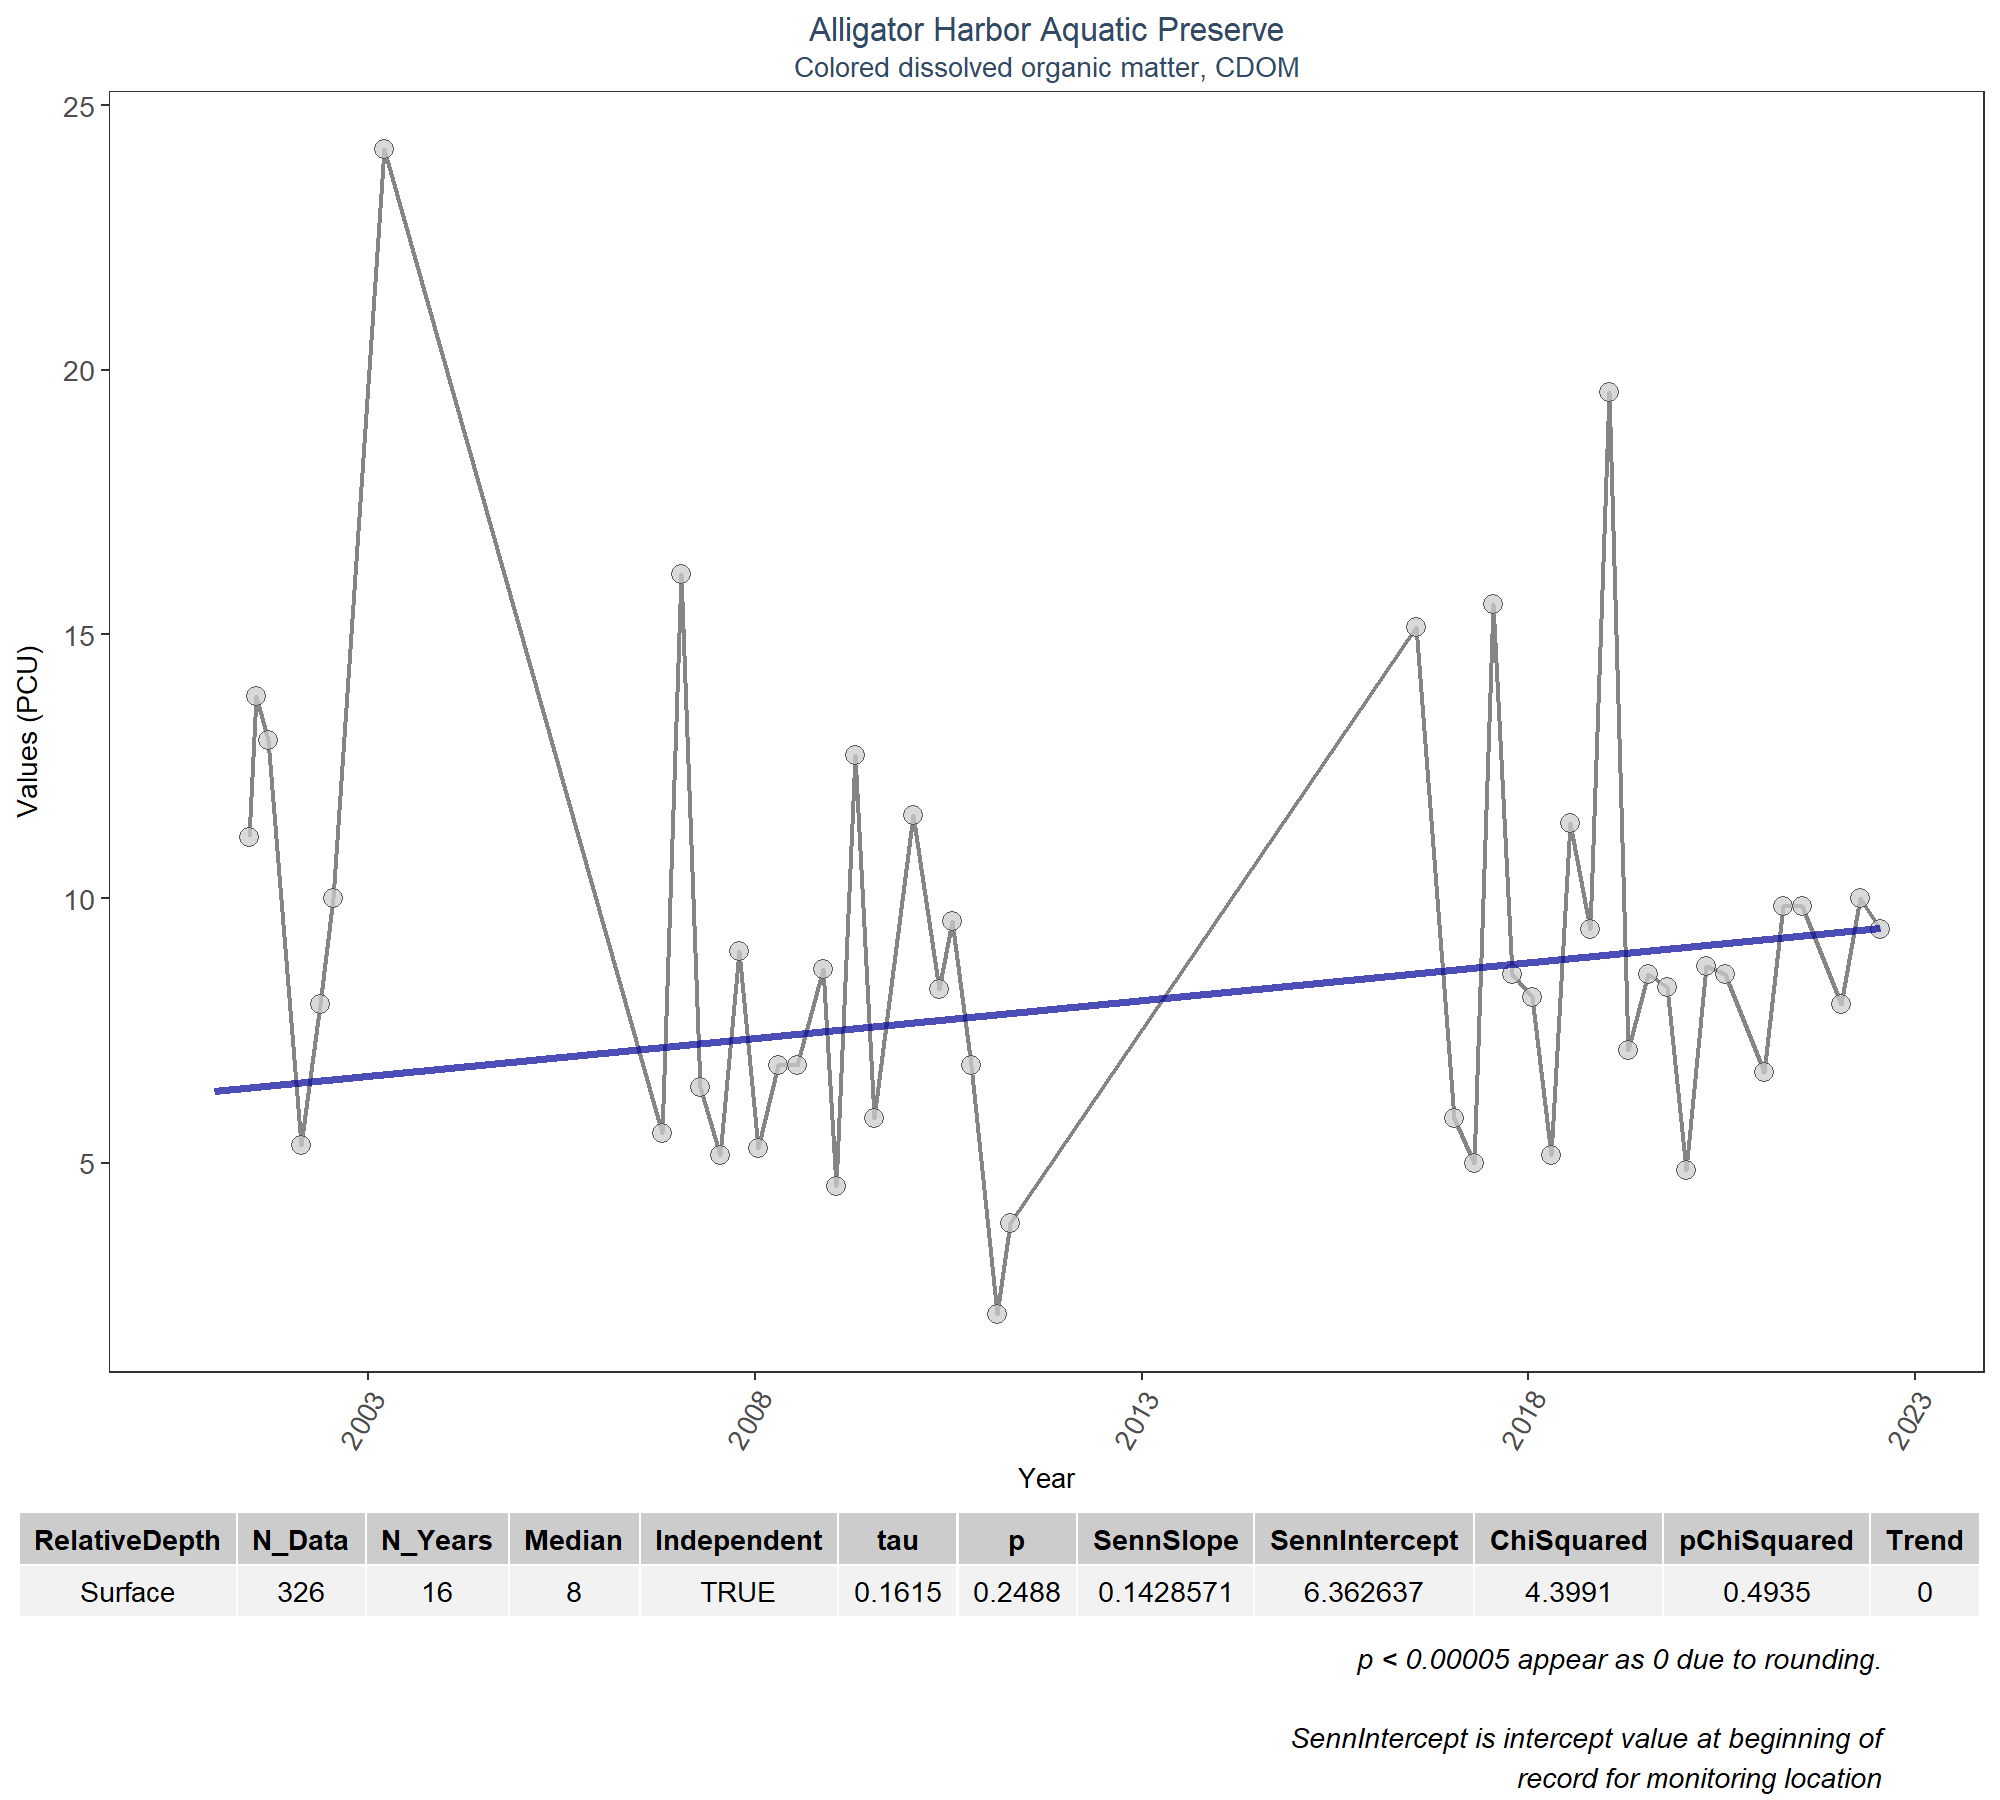 Alligator Harbor Aquatic Preserve
Colored dissolved organic matter, CDOM
25
20
15
10
5
Values (PCU)
2003
2008
2013
2018
2023
Year
RelativeDepth N_Data N_Years Median Independent tau p SennSlope SennIntercept ChiSquared pChiSquared Trend
Surface 326 16 8 TRUE 0.1615 0.2488 0.1428571 6.362637 4.3991 0.4935 0
p < 0.00005 appear as 0 due to rounding.
SennIntercept is intercept value at beginning of
record for monitoring location